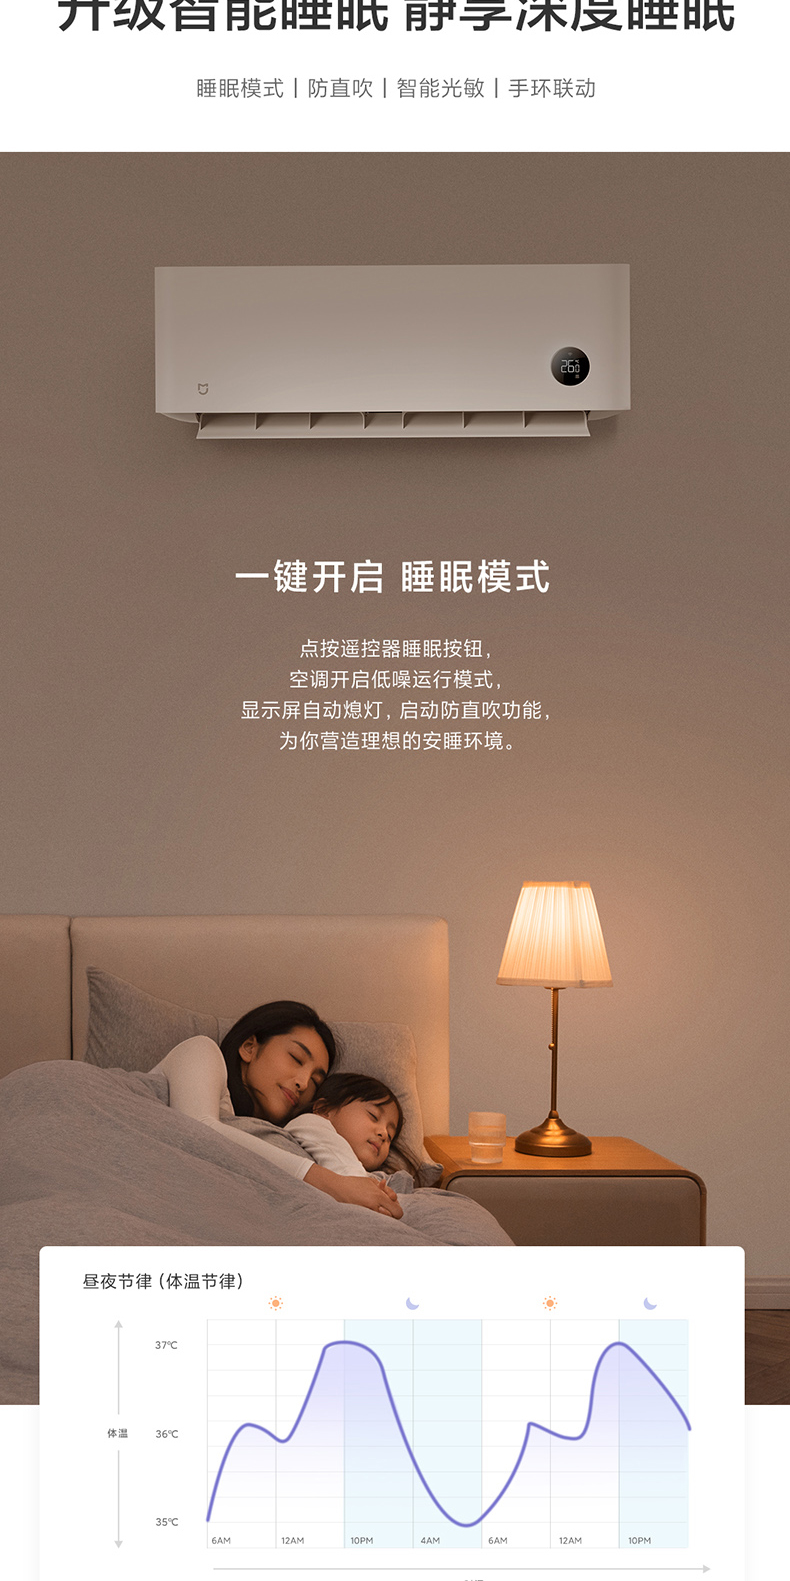 升级智能睡眠 静享深度睡眠
睡眠模式丨防直吹丨智能光敏丨手环联动
26
一键开启 睡眠模式
点按遥控器睡眠按钮,
空调开启低噪运行模式,
显示屏自动熄灯, 启动防直吹功能,
为你营造理想的安睡环境。
昼夜节律 (体温节律)
37℃
体温 36℃
35℃
6AM 12AM 10PM 4AM 6AM 12AM 10PM